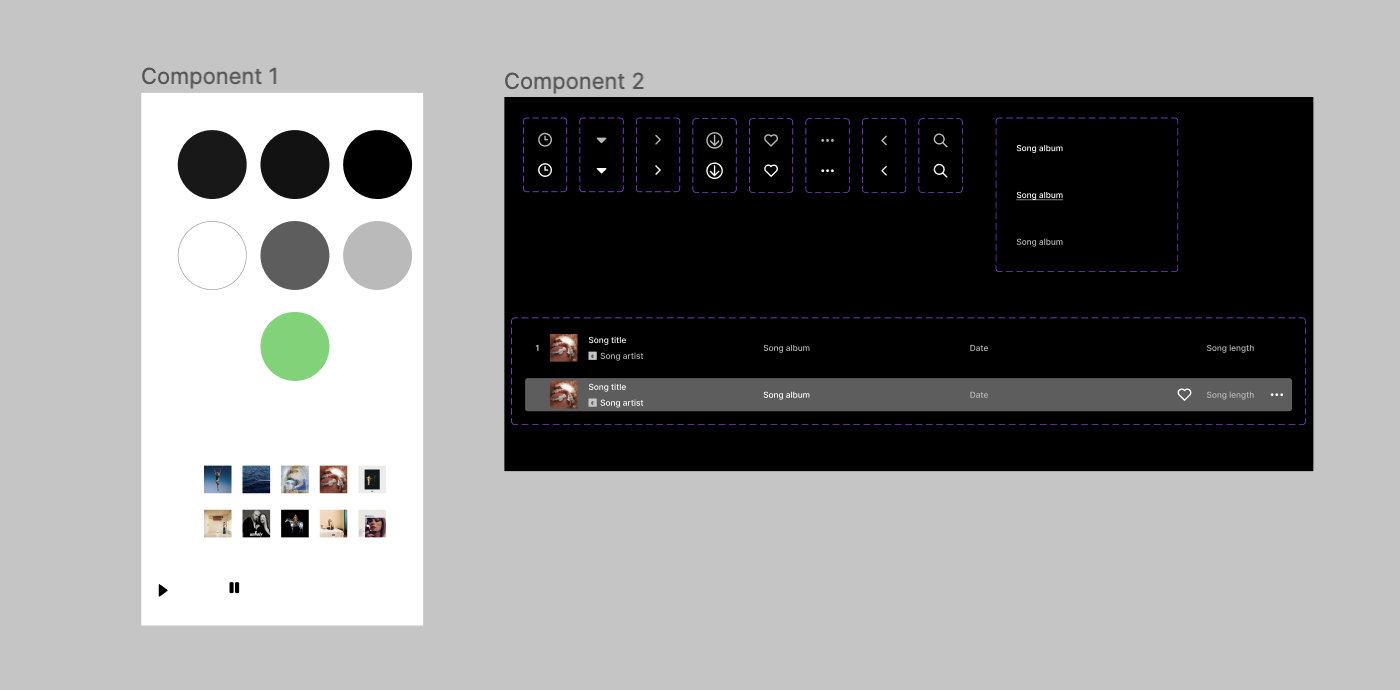 Component 1
Component 2
Song album
Song album
Song album
1
Song title
E Song artist
Song album
Date
Song length
Song title
E Song artist
Song album
Date
Song length